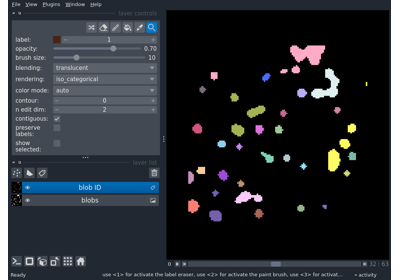 File View Plugins Window Help
layer controls
label: 1
opacity: 0.70
brush size: 10
blending: translucent
rendering: iso_categorical
color mode: auto
contour: 0
n edit dim: 2
contiguous:
preserve
labels:
show
selected:
layer list
blob ID
blobs
32 63
Ready use <1> for activate the label eraser, use <2> for activate the paint brush, use <3> for activat... activity